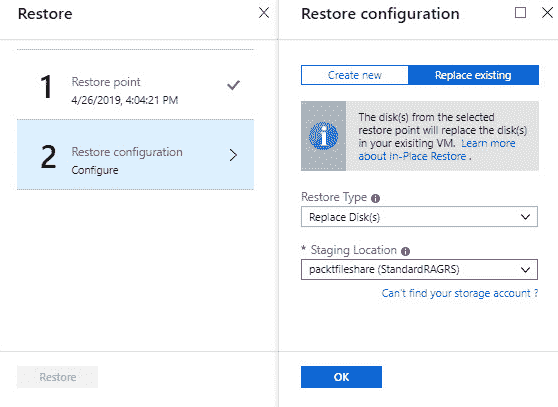 Restore
1
Restore point
4/26/2019, 4:04:21 PM
2
Restore configuration
Configure
Restore
Restore configuration
Create new
Replace existing
The disk(s) from the selected
restore point will replace the disk(s)
in your exisiting VM. Learn more
about In-Place Restore .
Restore Type
Replace Disk(s)
* Staging Location
packtfileshare (StandardRAGRS)
Can't find your storage account ?
OK